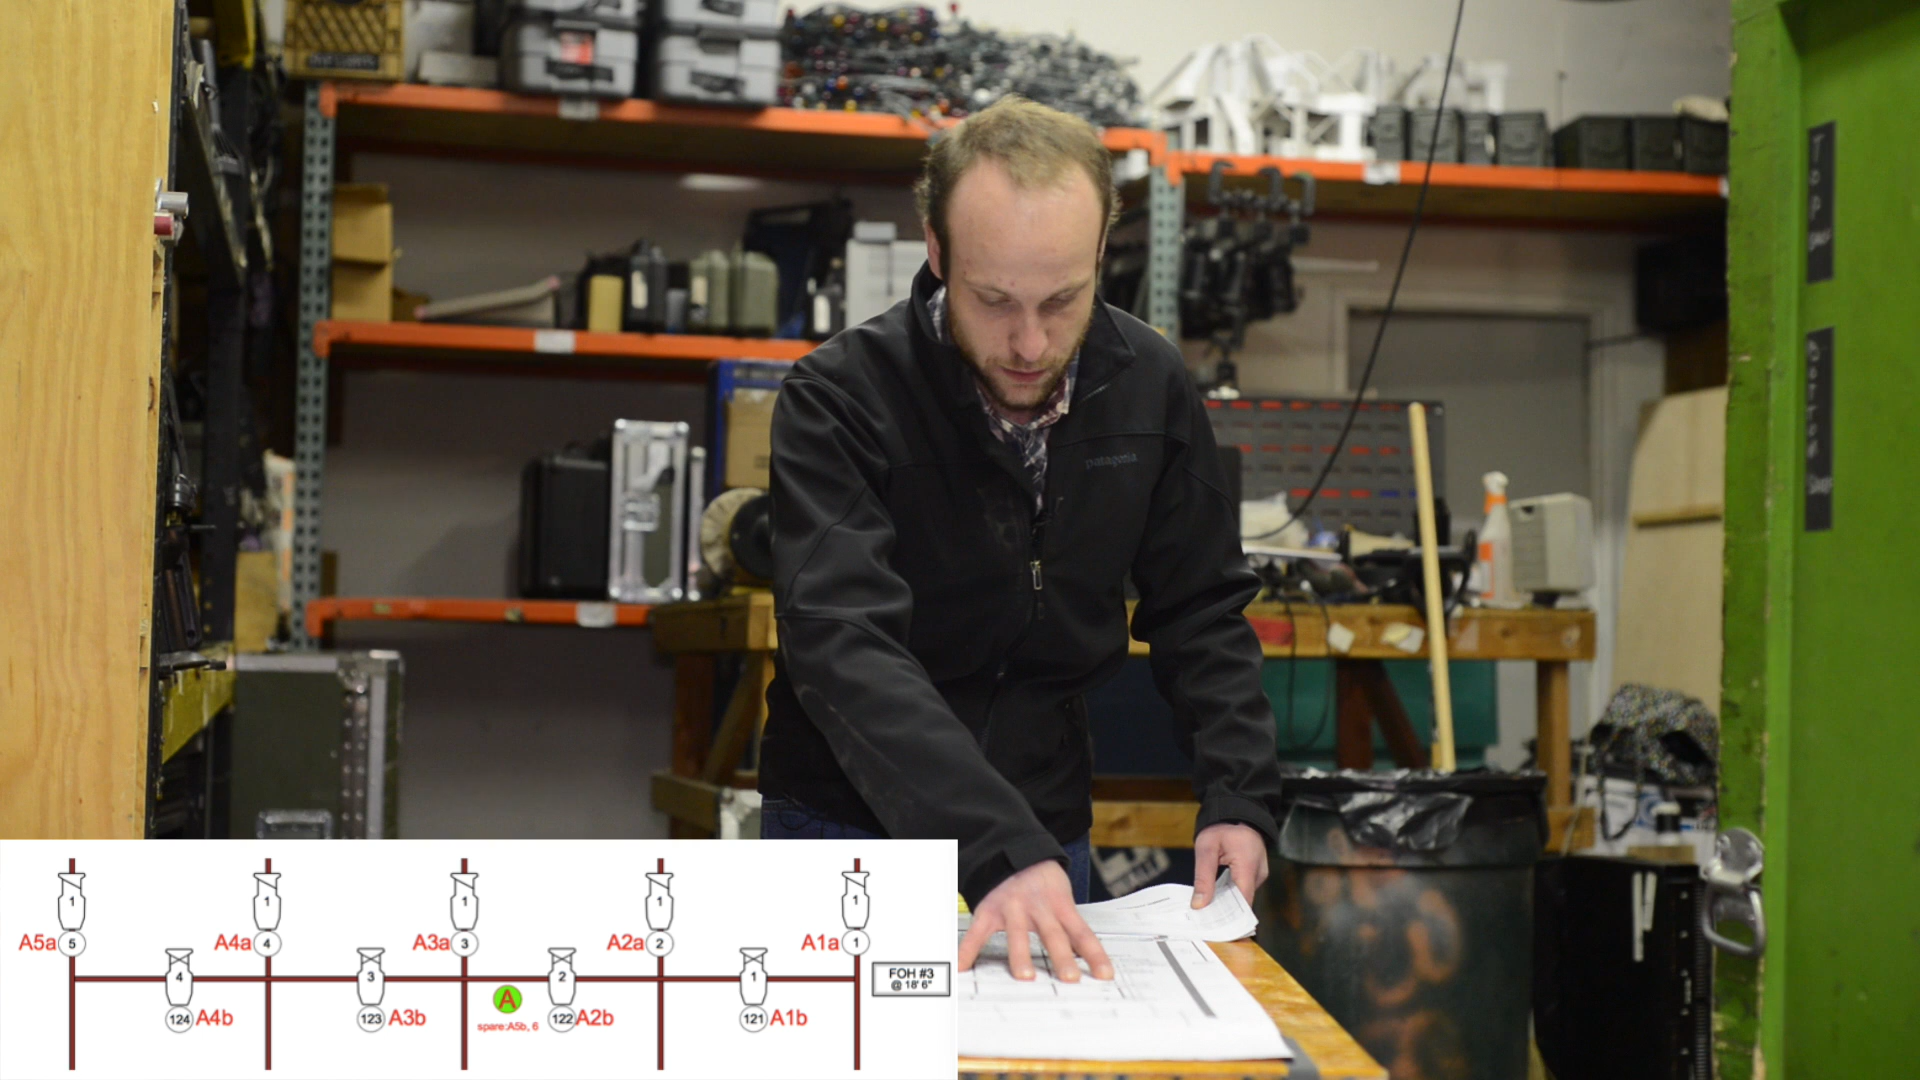 TOP
patagonia
1
1
1
1
1
A5a 5
A4a 4
A3a 3
A2a 2
A1a 1
4
3
2
1
FOH #3
@ 18' 6"
A
124 A4b
123 A3b
spare:A5b, 6
122 A2b
121 A1b